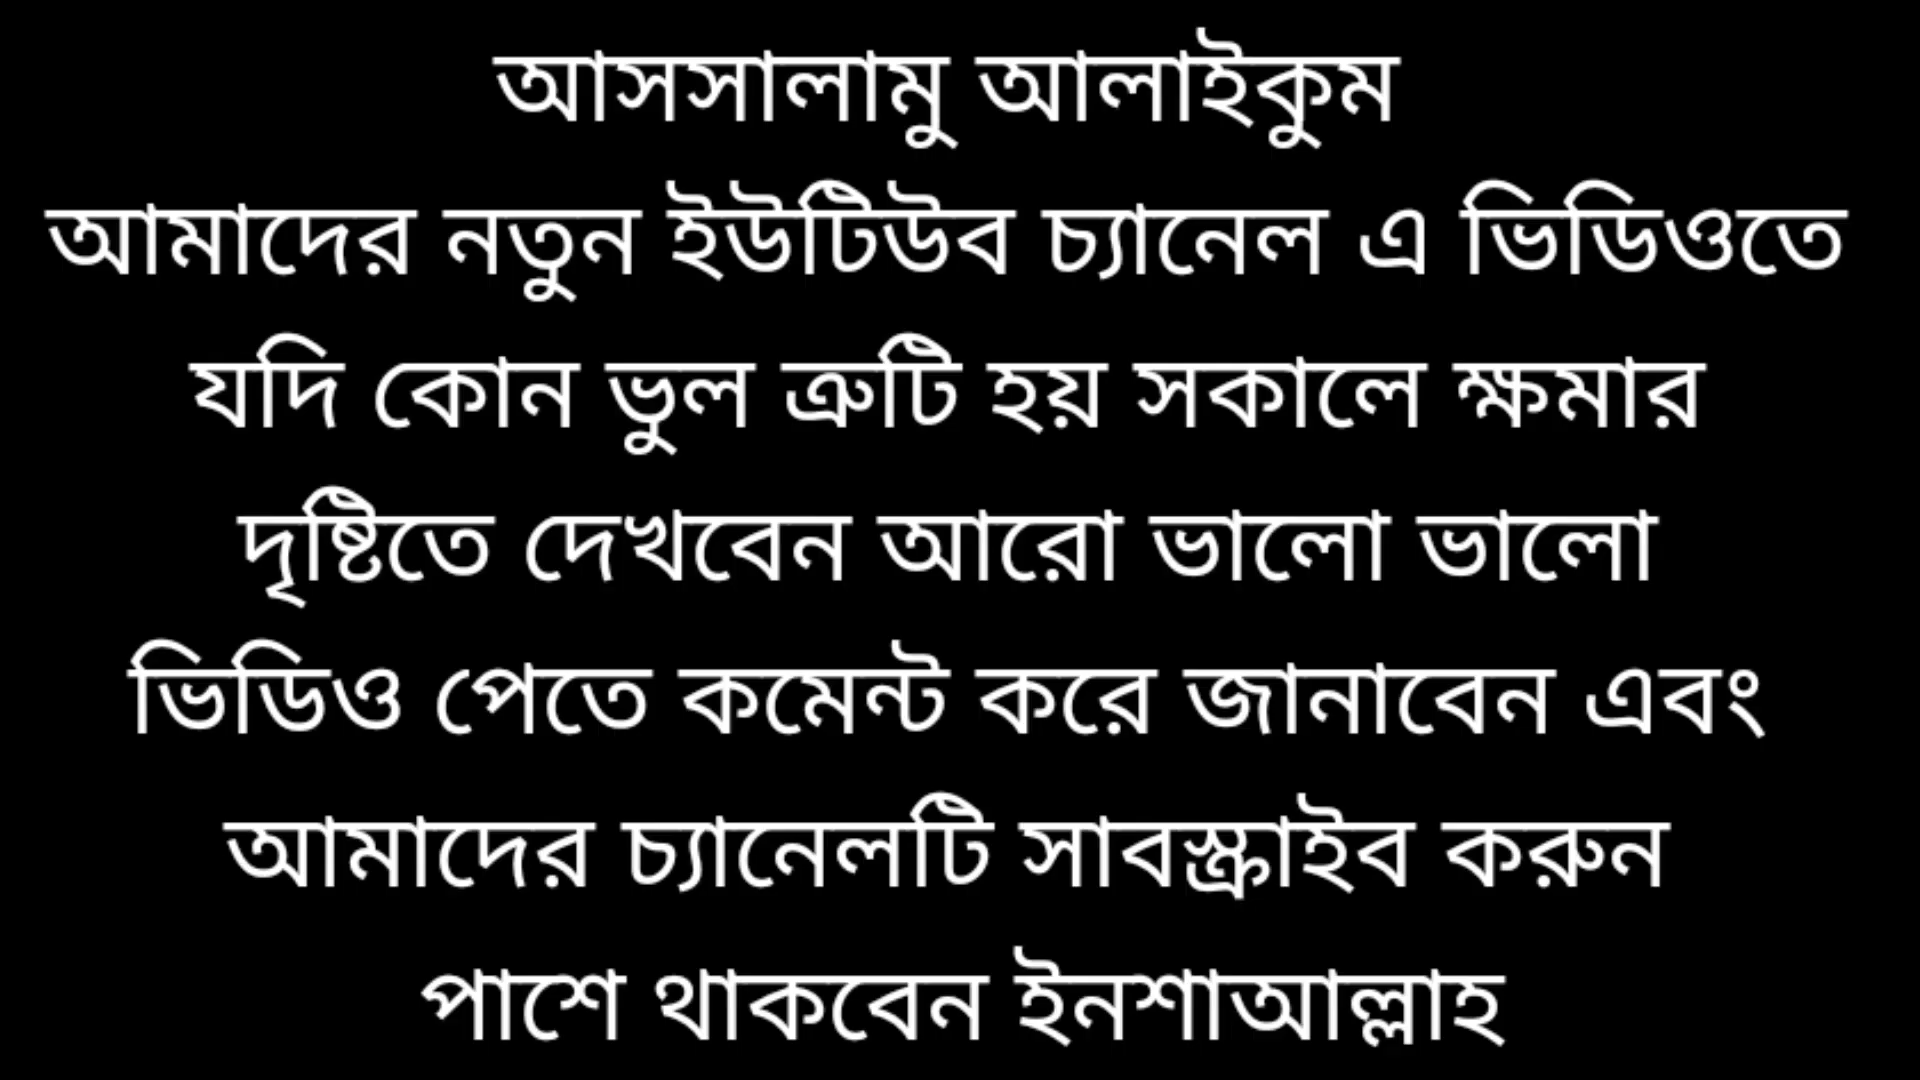 আসসালামু আলাইকুম
আমাদের নতুন ইউটিউব চ্যানেল এ ভিডিওতে
যদি কোন ভুল ত্রুটি হয় সকালে ক্ষমার
দৃষ্টিতে দেখবেন আরো ভালো ভালো
ভিডিও পেতে কমেন্ট করে জানাবেন এবং
আমাদের চ্যানেলটি সাবস্ক্রাইব করুন
পাশে থাকবেন ইনশাআল্লাহ